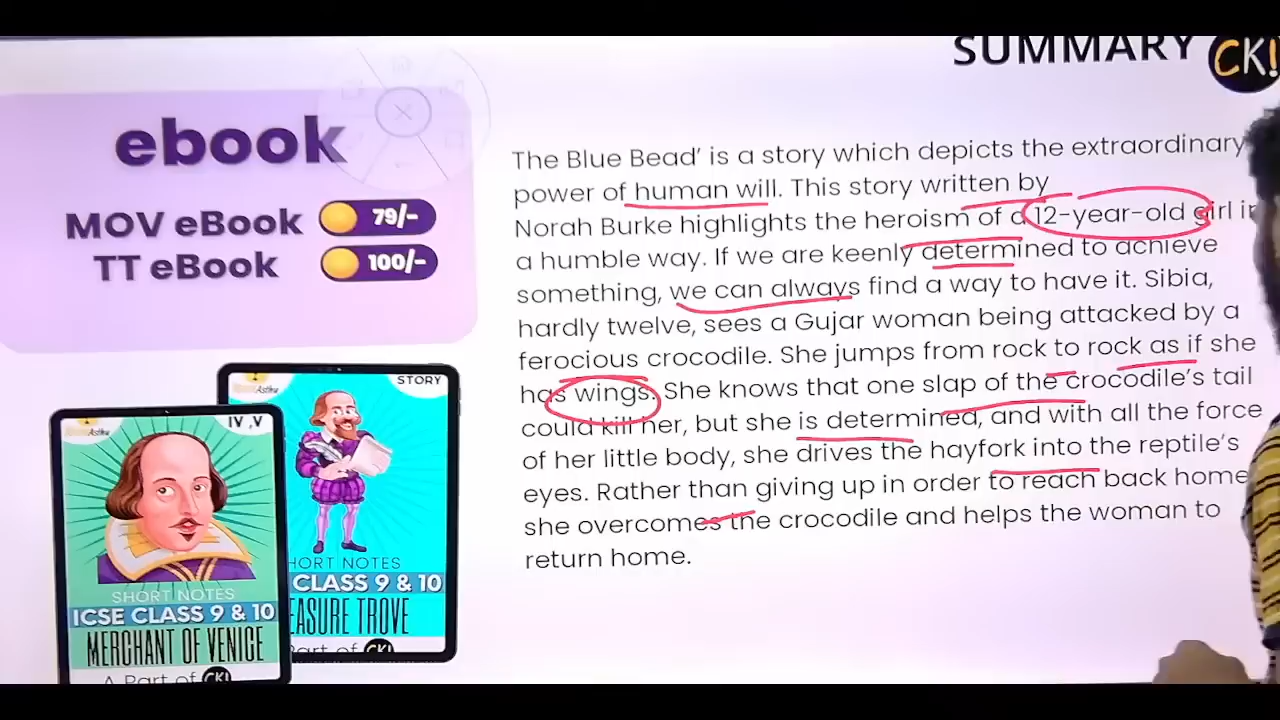 SUMMARY
CK!
ebook
MOV eBook 79/-
TT eBook 100/-
The Blue Bead’ is a story which depicts the extraordinary
power of human will. This story written by
Norah Burke highlights the heroism of a 12-year-old girl in
a humble way. If we are keenly determined to achieve
something, we can always find a way to have it. Sibia,
hardly twelve, sees a Gujar woman being attacked by a
ferocious crocodile. She jumps from rock to rock as if she
has wings. She knows that one slap of the crocodile’s tail
could kill her, but she is determined, and with all the force
of her little body, she drives the hayfork into the reptile’s
eyes. Rather than giving up in order to reach back home
she overcomes the crocodile and helps the woman to
return home.
STORY
HORT NOTES
CLASS 9 & 10
EASURE TROVE
art of CK!
IV ,V
SHORT NOTES
ICSE CLASS 9 & 10
MERCHANT OF VENICE
A Part of CK!